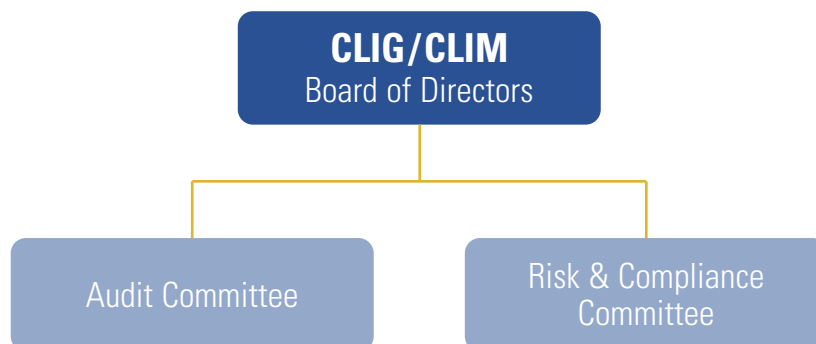 CLIG/CLIM
Board of Directors
Audit Committee
Risk & Compliance
Committee